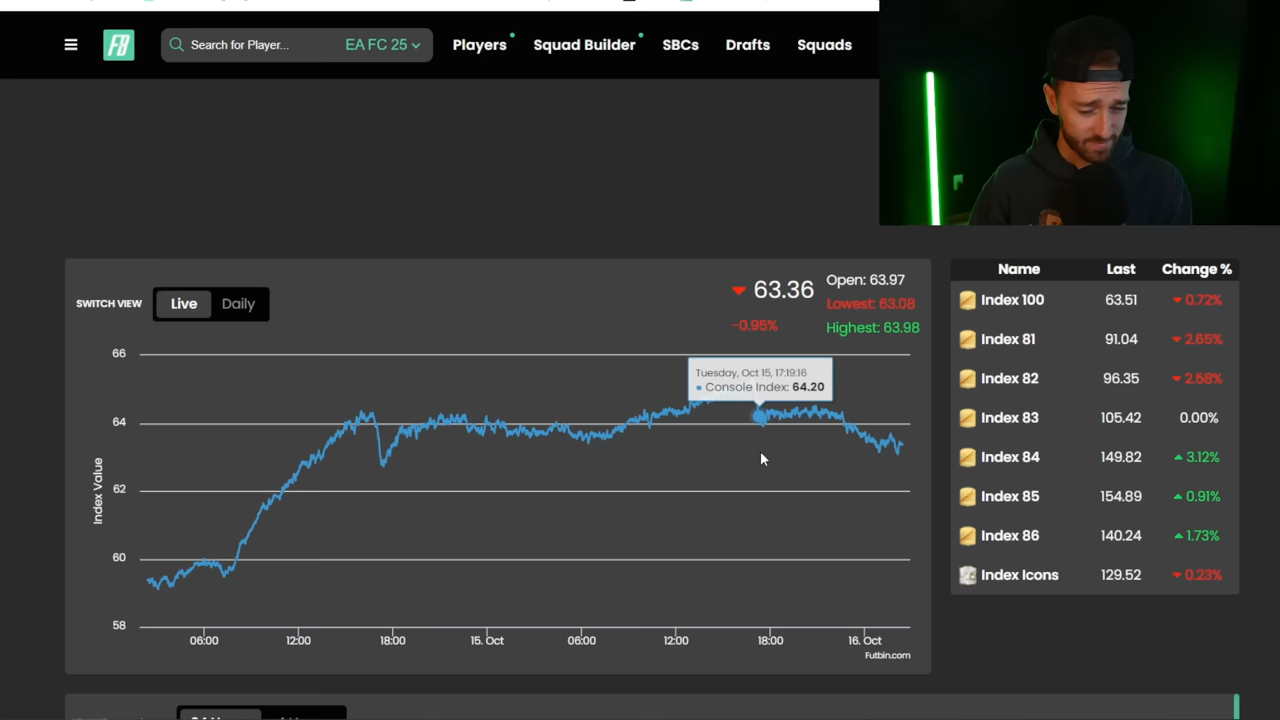 FB
Search for Player...
EA FC 25
Players
Squad Builder
SBCs
Drafts
Squads
SWITCH VIEW
Live
Daily
63.36
-0.95%
Open: 63.97
Lowest: 63.08
Highest: 63.98
Tuesday, Oct 15, 17:19:16
Console Index: 64.20
66
64
62
60
58
Index Value
06:00
12:00
18:00
15. Oct
06:00
12:00
18:00
16. Oct
Futbin.com
Name Last Change %
Index 100 63.51 0.72%
Index 81 91.04 2.65%
Index 82 96.35 2.58%
Index 83 105.42 0.00%
Index 84 149.82 3.12%
Index 85 154.89 0.91%
Index 86 140.24 1.73%
Index Icons 129.52 0.23%